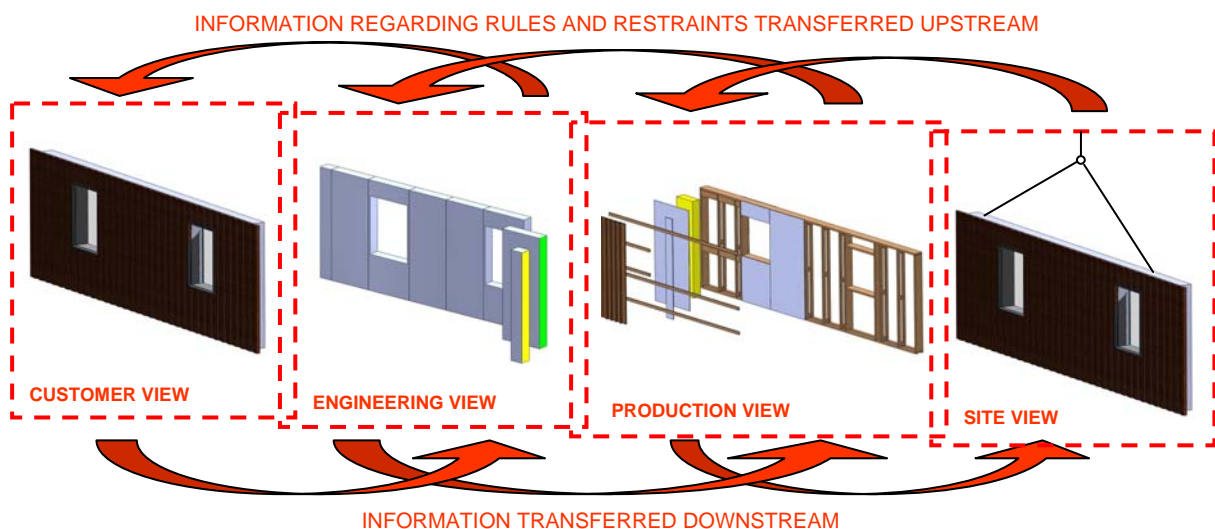 INFORMATION REGARDING RULES AND RESTRAINTS TRANSFERRED UPSTREAM
CUSTOMER VIEW
ENGINEERING VIEW
PRODUCTION VIEW
SITE VIEW
INFORMATION TRANSFERRED DOWNSTREAM